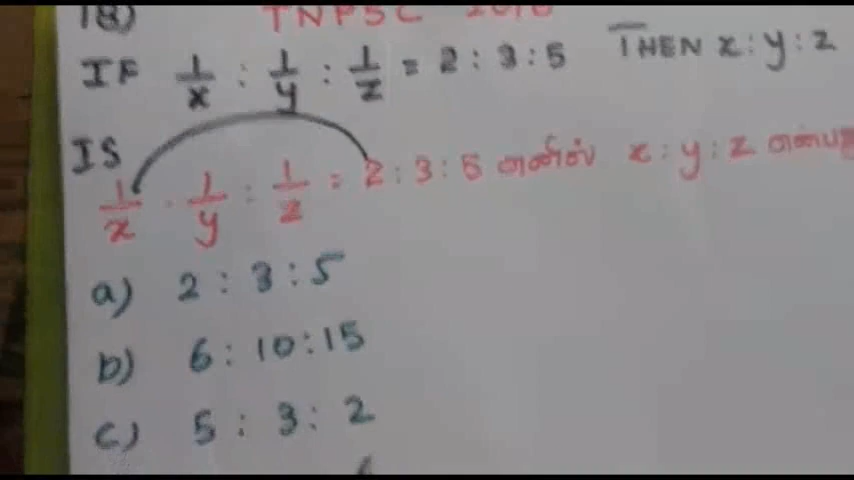 18) TNPSC
IF 1/x : 1/y : 1/z = 2 : 3 : 5 THEN x : y : z
IS
1/x : 1/y : 1/z = 2 : 3 : 5 எனில் x : y : z
a) 2 : 3 : 5
b) 6 : 10 : 15
c) 5 : 3 : 2